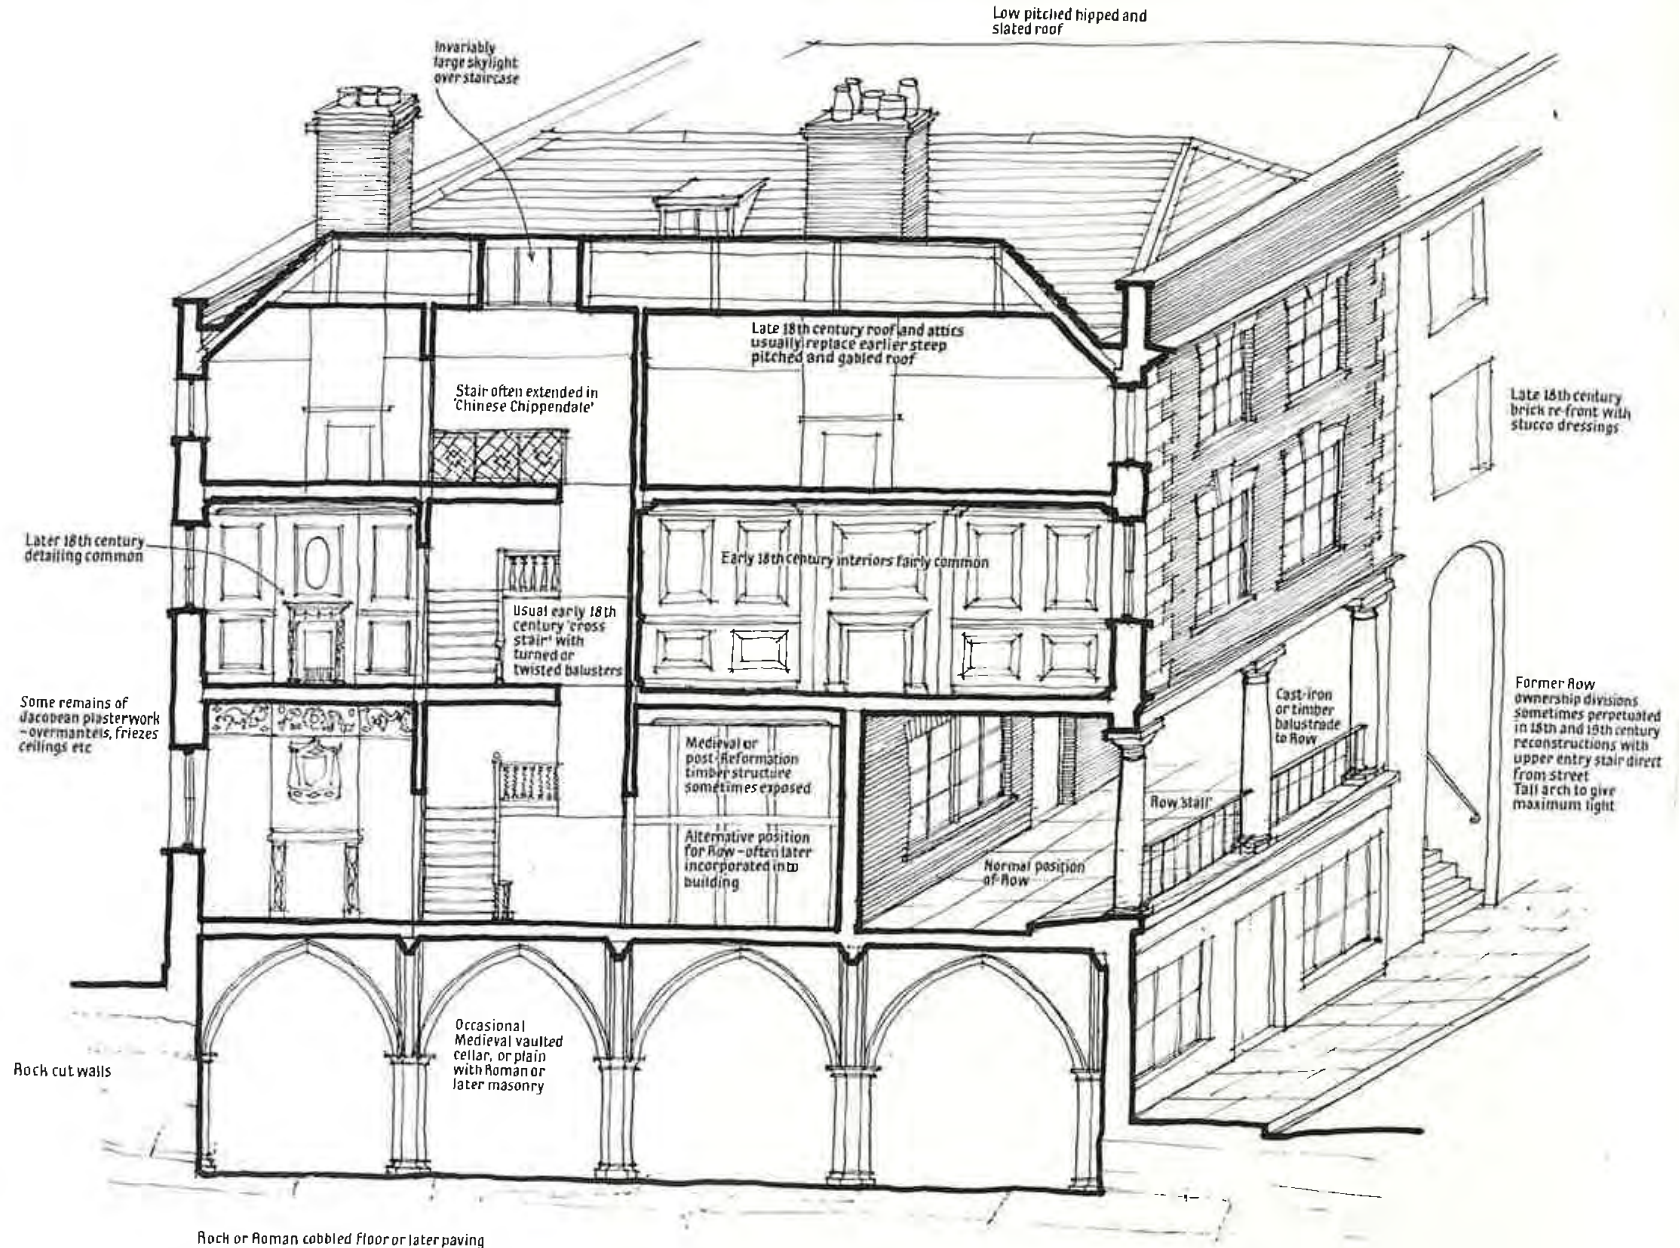 Low pitched hipped and
slated roof
Invariably
large skylight
over staircase
Late 18th century roof and attics
usually replace earlier steep
pitched and gabled roof
Stair often extended in
'Chinese Chippendale'
Late 18th century
brick re-front with
stucco dressings
Later 18th century
detailing common
Early 18th century interiors fairly common
Usual early 18th
century 'cross
stair' with
turned or
twisted balusters
Some remains of
Jacobean plasterwork
-overmantels, friezes
ceilings etc
Medieval or
post-Reformation
timber structure
sometimes exposed
Alternative position
for Row - often later
incorporated into
building
Cast-iron
or timber
balustrade
to Row
Row 'stall'
Normal position
of Row
Former Row
ownership divisions
sometimes perpetuated
in 18th and 19th century
reconstructions with
upper entry stair direct
from street
Tall arch to give
maximum light
Occasional
Medieval vaulted
cellar, or plain
with Roman or
later masonry
Rock cut walls
Rock or Roman cobbled floor or later paving